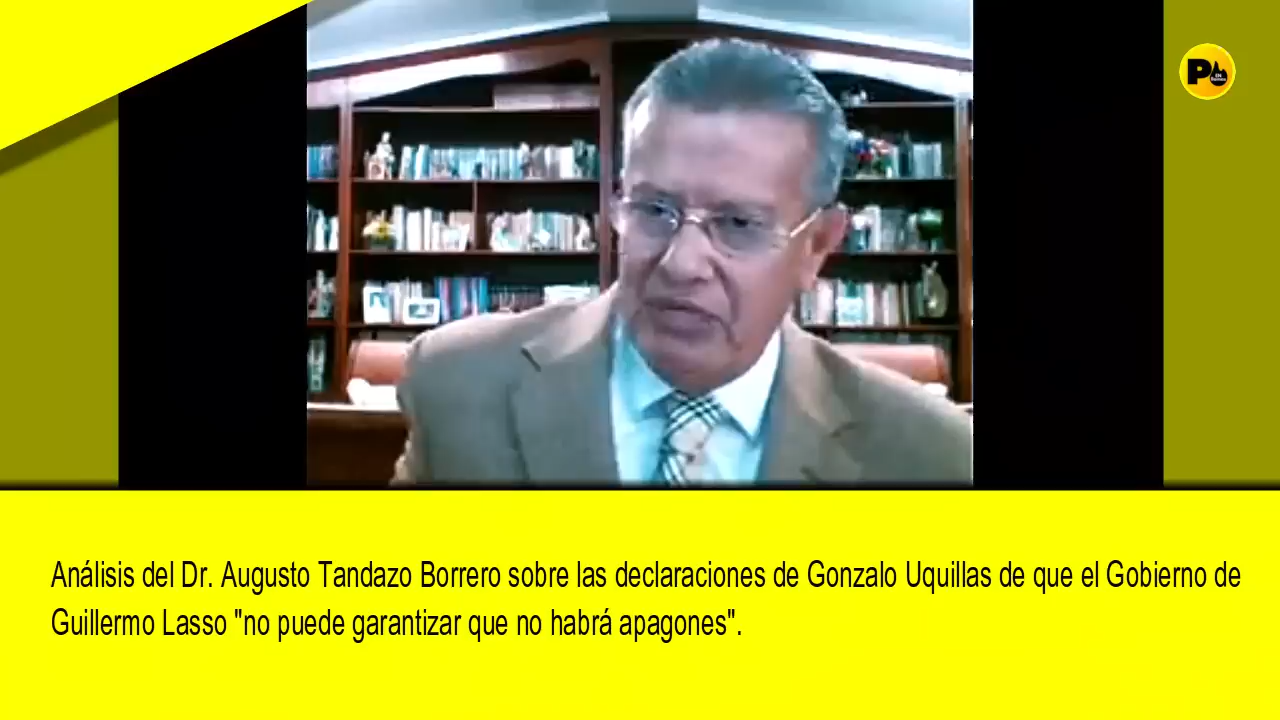 P
EN
Análisis del Dr. Augusto Tandazo Borrero sobre las declaraciones de Gonzalo Uquillas de que el Gobierno de
Guillermo Lasso "no puede garantizar que no habrá apagones".